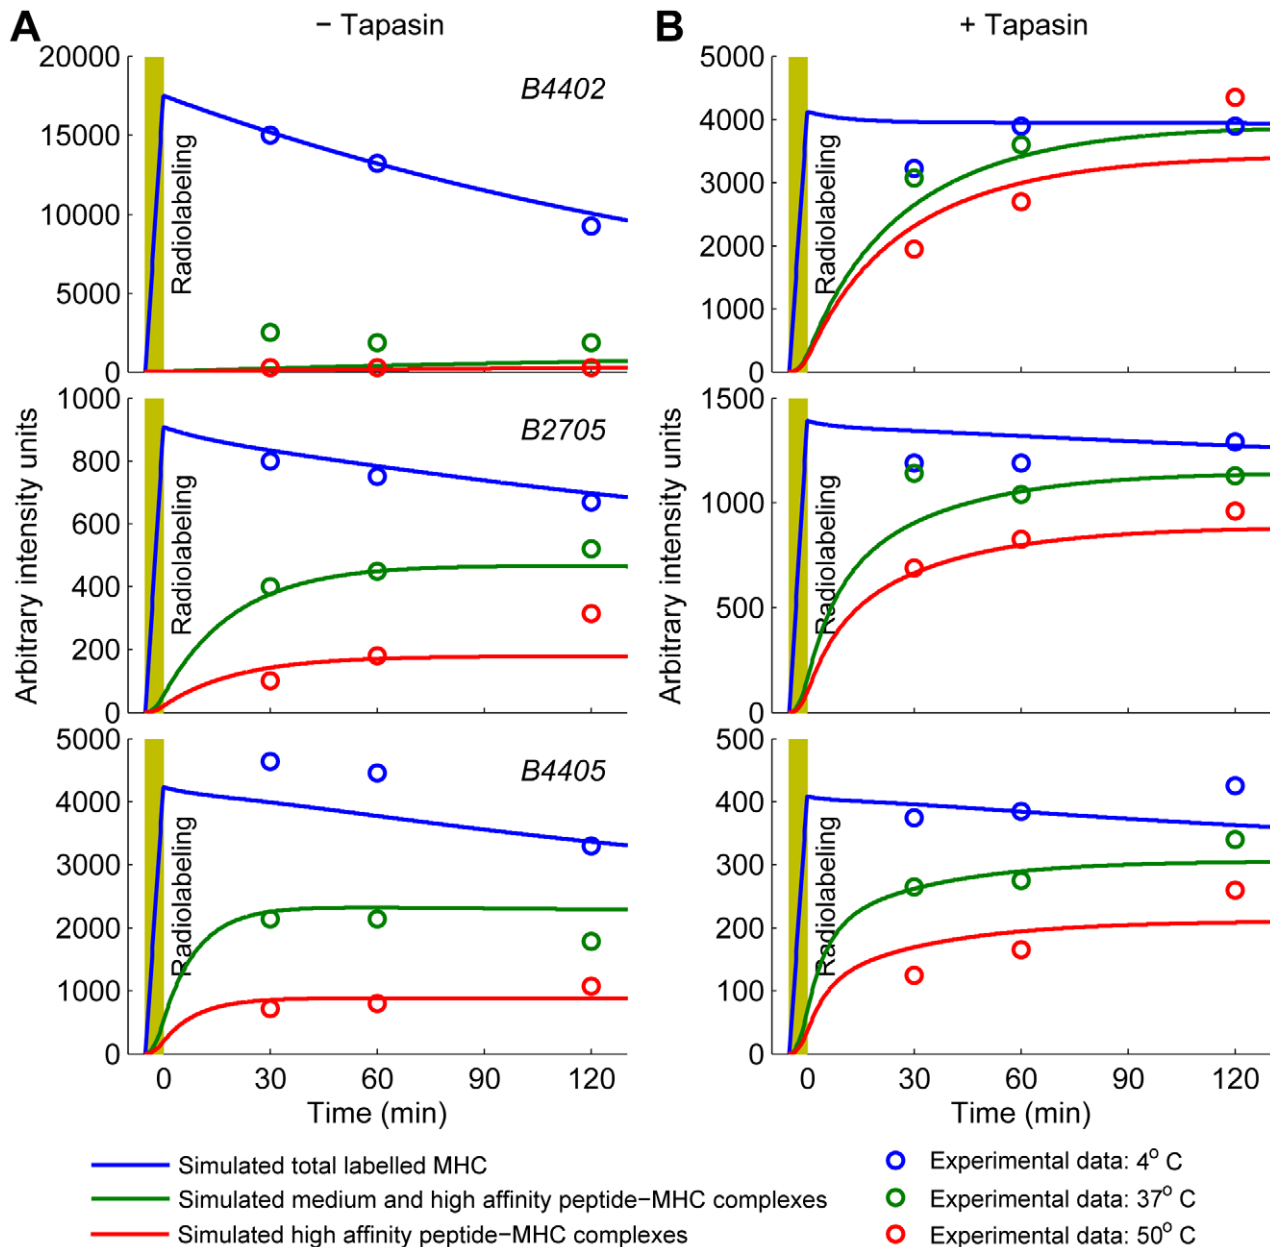 A
− Tapasin
B
+ Tapasin
B4402
20000
15000
10000
5000
0
Radiolabeling
5000
4000
3000
2000
1000
0
Radiolabeling
B2705
Arbitrary intensity units
1000
800
600
400
200
0
Radiolabeling
Arbitrary intensity units
1500
1000
500
0
Radiolabeling
B4405
5000
4000
3000
2000
1000
0
Radiolabeling
0 30 60 90 120
Time (min)
500
400
300
200
100
0
Radiolabeling
0 30 60 90 120
Time (min)
Simulated total labelled MHC
Simulated medium and high affinity peptide−MHC complexes
Simulated high affinity peptide−MHC complexes
Experimental data: 4° C
Experimental data: 37° C
Experimental data: 50° C